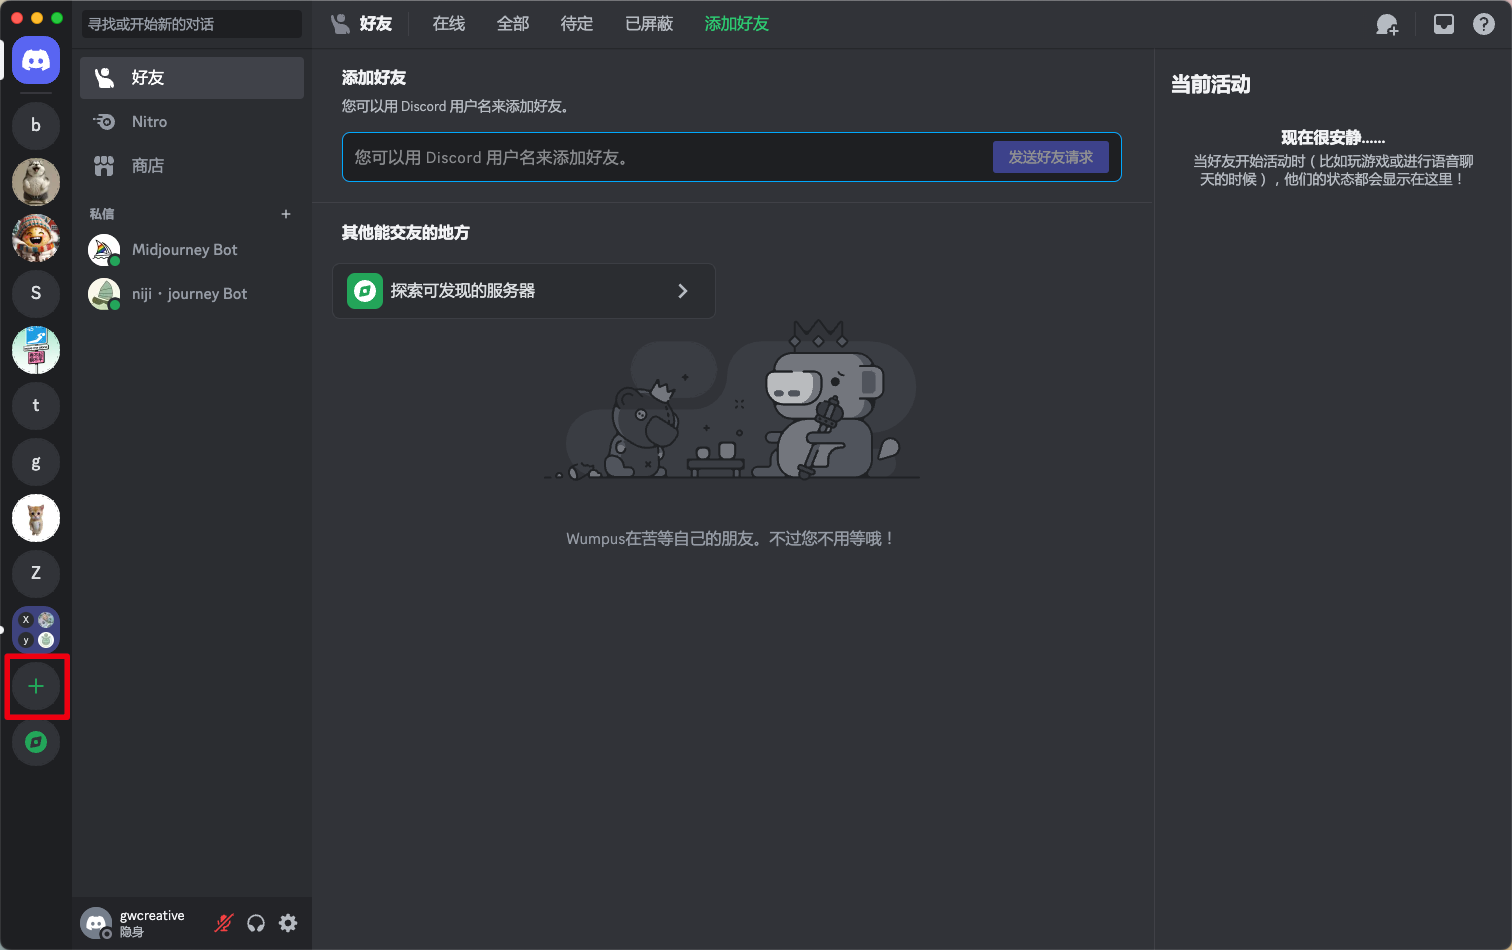 寻找或开始新的对话
好友
在线
全部
待定
已屏蔽
添加好友
b
S
t
g
Z
X
y
好友
Nitro
商店
私信
Midjourney Bot
niji・journey Bot
gwcreative
隐身
添加好友
您可以用 Discord 用户名来添加好友。
您可以用 Discord 用户名来添加好友。
发送好友请求
其他能交友的地方
探索可发现的服务器
Wumpus在苦等自己的朋友。不过您不用等哦！
当前活动
现在很安静......
当好友开始活动时（比如玩游戏或进行语音聊
天的时候），他们的状态都会显示在这里！